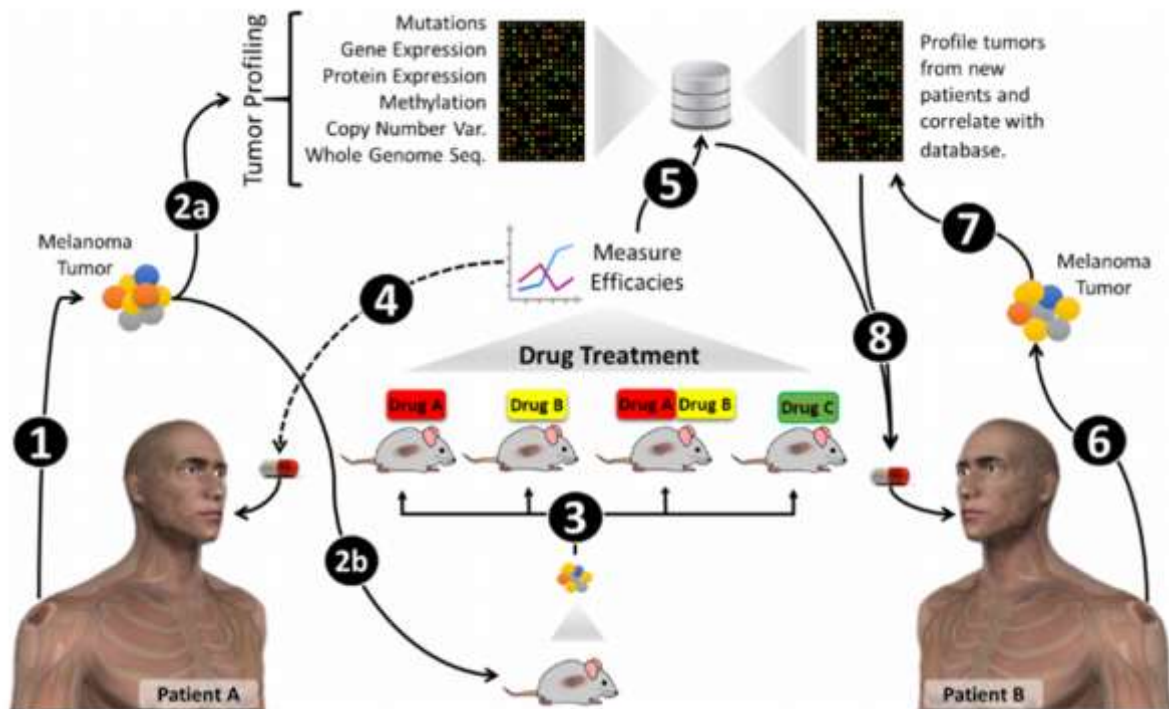 Tumor Profiling
Mutations
Gene Expression
Protein Expression
Methylation
Copy Number Var.
Whole Genome Seq.
Profile tumors
from new
patients and
correlate with
database.
2a
5
7
Melanoma
Tumor
Measure
Efficacies
Melanoma
Tumor
4
8
Drug Treatment
1
Drug A
Drug B
Drug A
Drug B
Drug C
6
3
2b
Patient A
Patient B